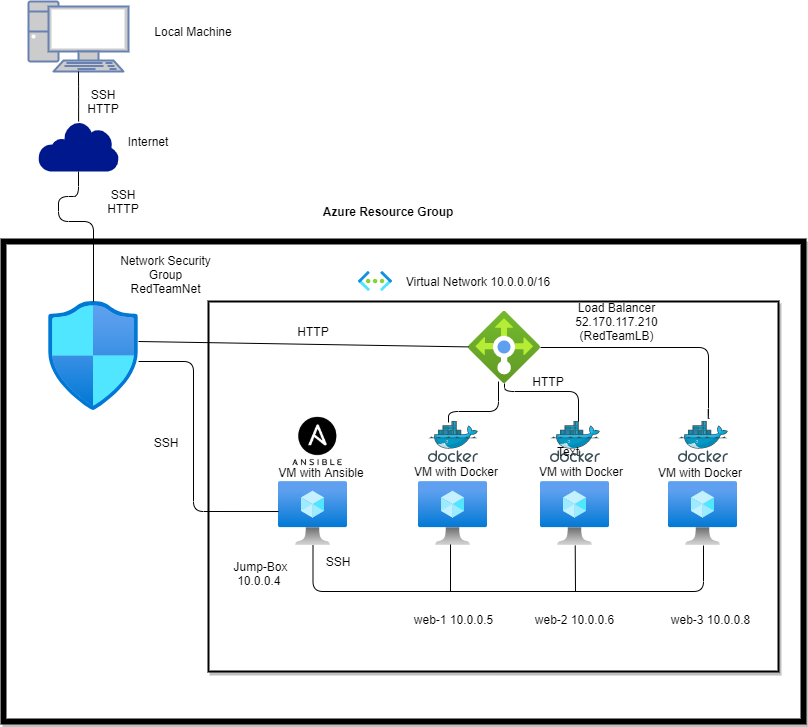 Local Machine
SSH
HTTP
Internet
SSH
HTTP
Azure Resource Group
Network Security
Group
RedTeamNet
Virtual Network 10.0.0.0/16
Load Balancer
52.170.117.210
(RedTeamLB)
HTTP
HTTP
SSH
ANSIBLE
VM with Ansible
docker
VM with Docker
docker
Text
VM with Docker
docker
VM with Docker
Jump-Box
10.0.0.4
SSH
web-1 10.0.0.5
web-2 10.0.0.6
web-3 10.0.0.8